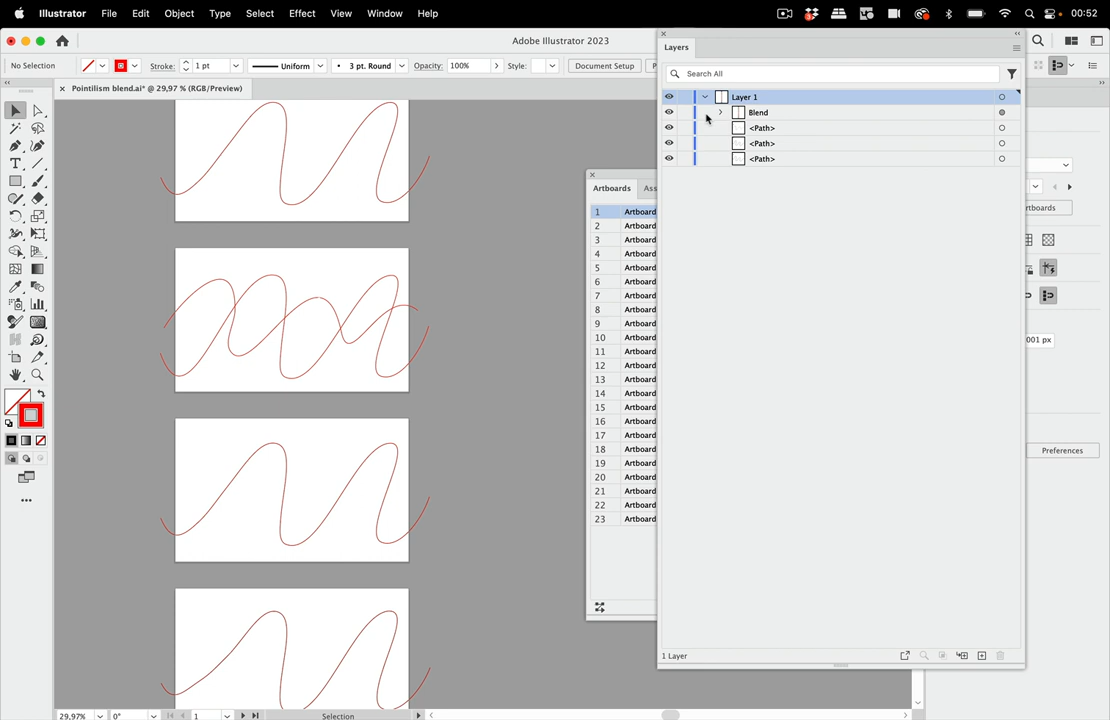 Illustrator File Edit Object Type Select Effect View Window Help 3 00:52
Adobe Illustrator 2023
No Selection Stroke: 1 pt Uniform 3 pt. Round Opacity: 100% Style: Document Setup P
Pointilism blend.ai* @ 29,97 % (RGB/Preview)
Layers
Search All
Layer 1
Blend
<Path>
<Path>
<Path>
Artboards Ass
1 Artboard
2 Artboard
3 Artboard
4 Artboard
5 Artboard
6 Artboard
7 Artboard
8 Artboard
9 Artboard
10 Artboard
11 Artboard
12 Artboard
13 Artboard
14 Artboard
15 Artboard
16 Artboard
17 Artboard
18 Artboard
19 Artboard
20 Artboard
21 Artboard
22 Artboard
23 Artboard
rtboards
001 px
Preferences
1 Layer
29,97% 0° 1 Selection